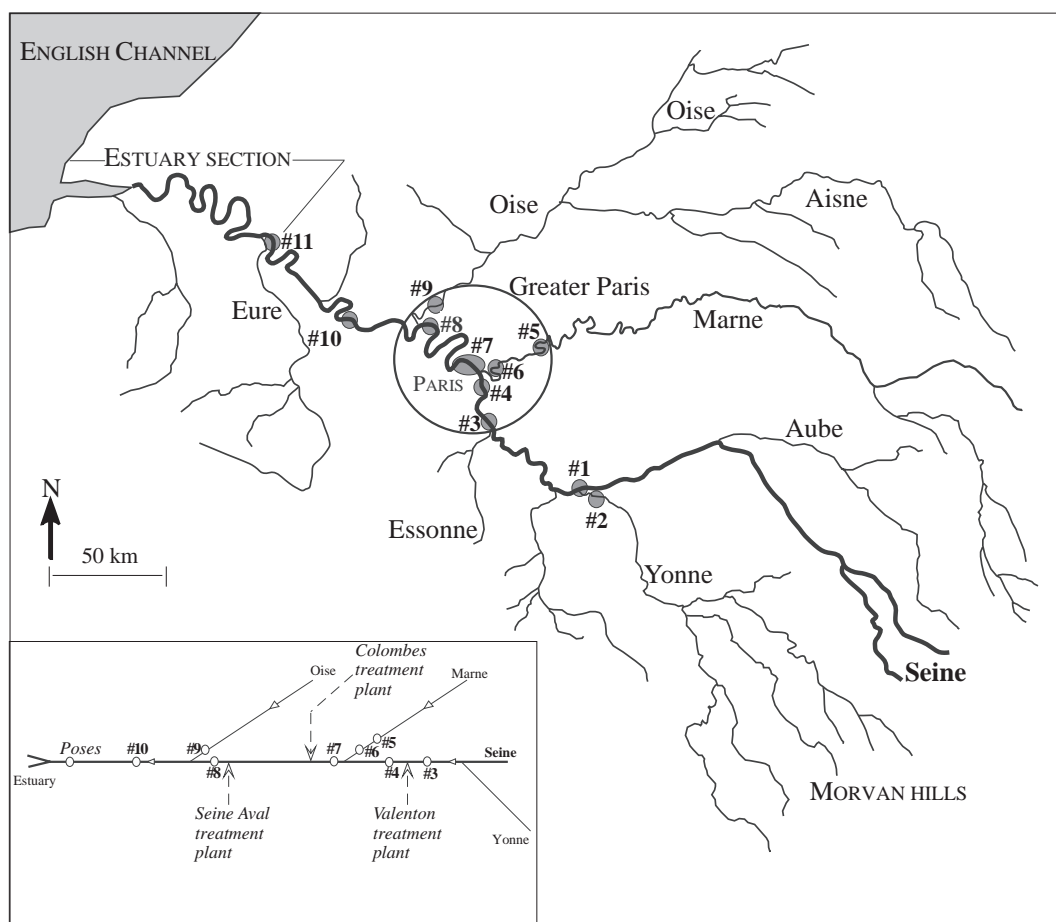 ENGLISH CHANNEL
Oise
ESTUARY SECTION
Oise
Aisne
#11
#9
Greater Paris
Eure
#8
#5
Marne
#10
#7
#6
PARIS
#4
#3
Aube
#1
N
#2
Essonne
50 km
Yonne
Seine
MORVAN HILLS
Colombes
treatment
plant
Oise
Marne
Poses
#10
#9
#7
#5
#6
Seine
#8
#4
#3
Estuary
Seine Aval
treatment
plant
Valenton
treatment
plant
Yonne